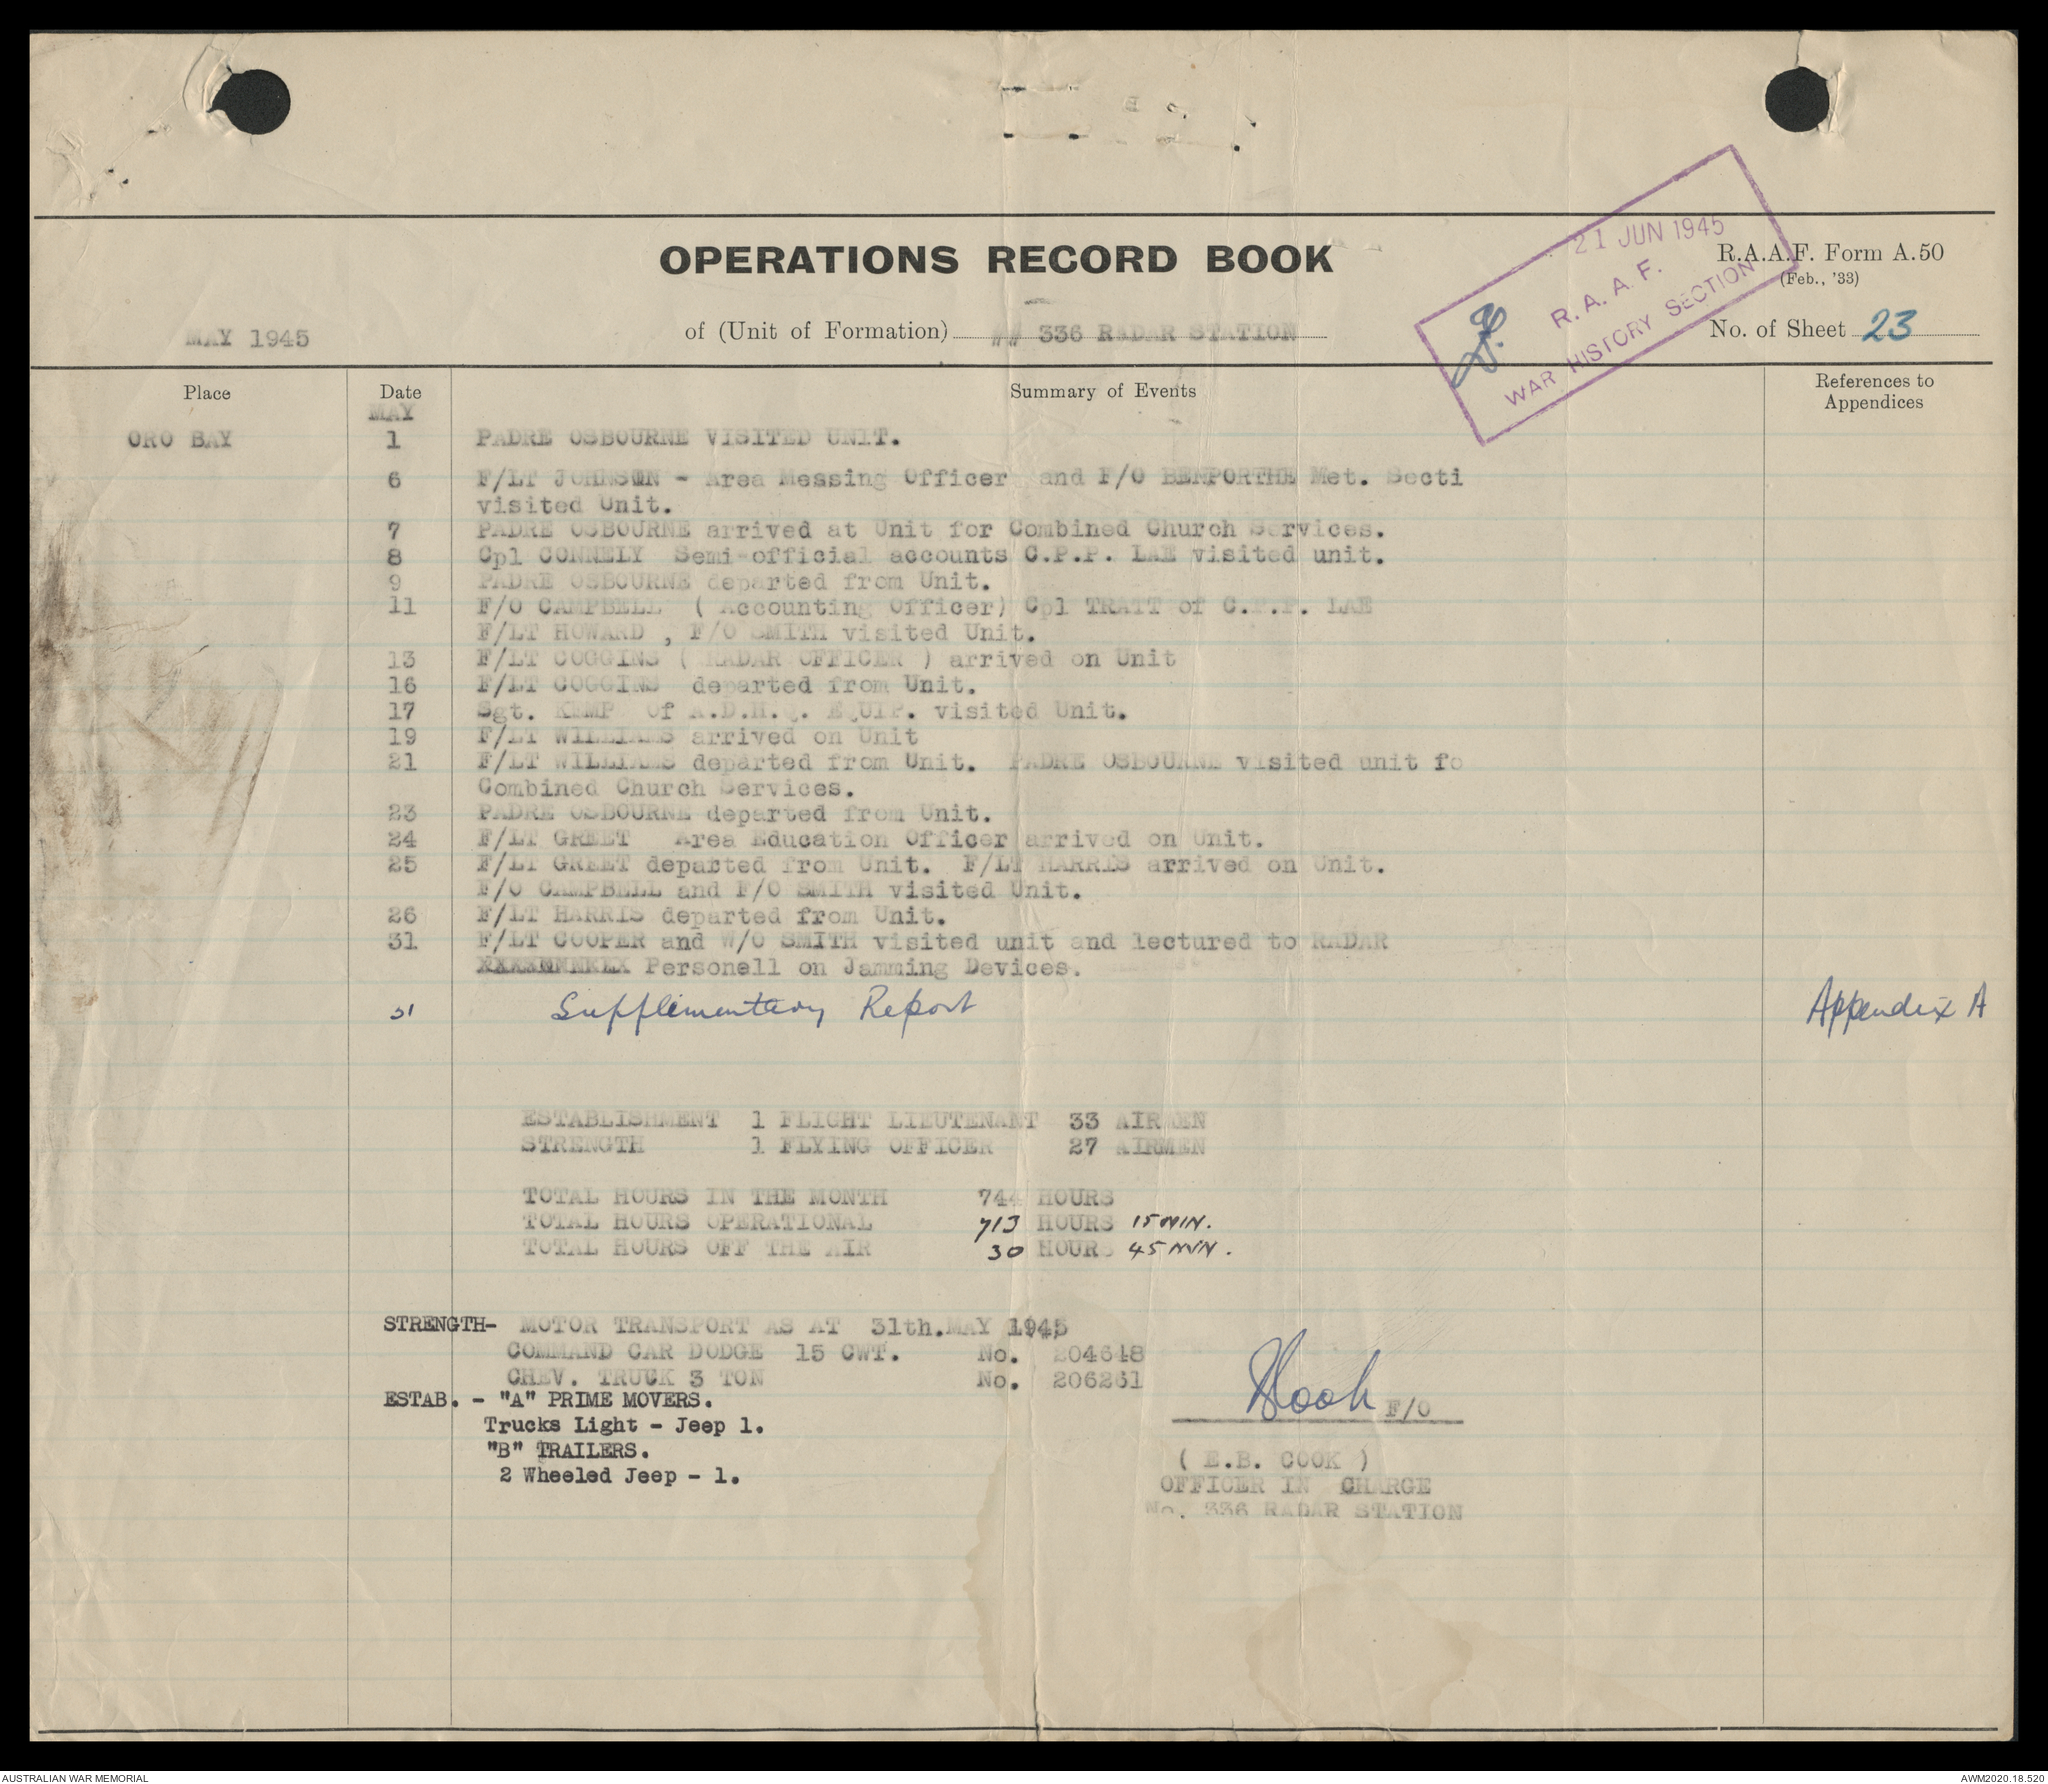 21 JUN 1945
R.A.A.F.
WAR HISTORY SECTION
OPERATIONS RECORD BOOK
R.A.A.F. Form A.50
(Feb., '33)
MAY 1945
of (Unit of Formation) ## 336 RADAR STATION
No. of Sheet 23
Place Date Summary of Events References to Appendices
MAY
ORO BAY 1 PADRE OSBOURNE VISITED UNIT.
6 F/LT JOHNSON - Area Messing Officer and F/O BENPORTHE Met. Secti
visited Unit.
7 PADRE OSBOURNE arrived at Unit for Combined Church Services.
8 Cpl CONNELY Semi-official accounts C.P.P. LAE visited unit.
9 PADRE OSBOURNE departed from Unit.
11 F/O CAMPBELL ( Accounting Officer) Cpl TRATT of C.P.P. LAE
F/LT HOWARD , F/O SMITH visited Unit.
13 F/LT COGGINS ( RADAR OFFICER ) arrived on Unit
16 F/LT COGGINS departed from Unit.
17 Sgt. KEMP Of A.D.H.Q. EQUIP. visited Unit.
19 F/LT WILLIAMS arrived on Unit
21 F/LT WILLIAMS departed from Unit. PADRE OSBOURNE visited unit fo
Combined Church Services.
23 PADRE OSBOURNE departed from Unit.
24 F/LT GREET Area Education Officer arrived on Unit.
25 F/LT GREET departed from Unit. F/LT HARRIS arrived on Unit.
F/O CAMPBELL and F/O SMITH visited Unit.
26 F/LT HARRIS departed from Unit.
31 F/LT COOPER and W/O SMITH visited unit and lectured to RADAR
Personell on Jamming Devices.
31 Supplimentary Report Appendix A
ESTABLISHMENT 1 FLIGHT LIEUTENANT 33 AIRMEN
STRENGTH 1 FLYING OFFICER 27 AIRMEN
TOTAL HOURS IN THE MONTH 744 HOURS
TOTAL HOURS OPERATIONAL 713 HOURS 15 MIN.
TOTAL HOURS OFF THE AIR 30 HOURS 45 MIN.
STRENGTH- MOTOR TRANSPORT AS AT 31th.MAY 1945
COMMAND CAR DODGE 15 CWT. No. 204648
CHEV. TRUCK 3 TON No. 206261
ESTAB. - "A" PRIME MOVERS.
Trucks Light - Jeep 1.
"B" TRAILERS.
2 Wheeled Jeep - 1.
F/O
( E.B. COOK )
OFFICER IN CHARGE
No. 336 RADAR STATION
AUSTRALIAN WAR MEMORIAL
AWM2020.18.520